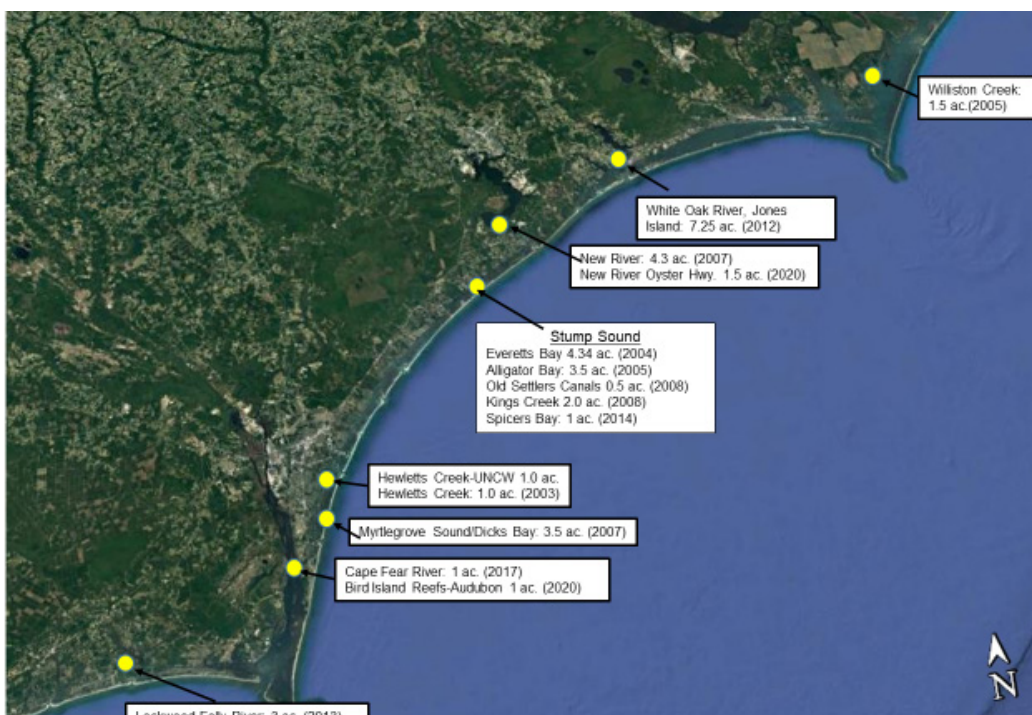 Williston Creek:
1.5 ac.(2005)
White Oak River, Jones
Island: 7.25 ac. (2012)
New River: 4.3 ac. (2007)
New River Oyster Hwy. 1.5 ac. (2020)
Stump Sound
Everetts Bay 4.34 ac. (2004)
Alligator Bay: 3.5 ac. (2005)
Old Settlers Canals 0.5 ac. (2008)
Kings Creek 2.0 ac. (2008)
Spicers Bay: 1 ac. (2014)
Hewletts Creek-UNCW 1.0 ac.
Hewletts Creek: 1.0 ac. (2003)
Myrtlegrove Sound/Dicks Bay: 3.5 ac. (2007)
Cape Fear River: 1 ac. (2017)
Bird Island Reefs-Audubon 1 ac. (2020)
N